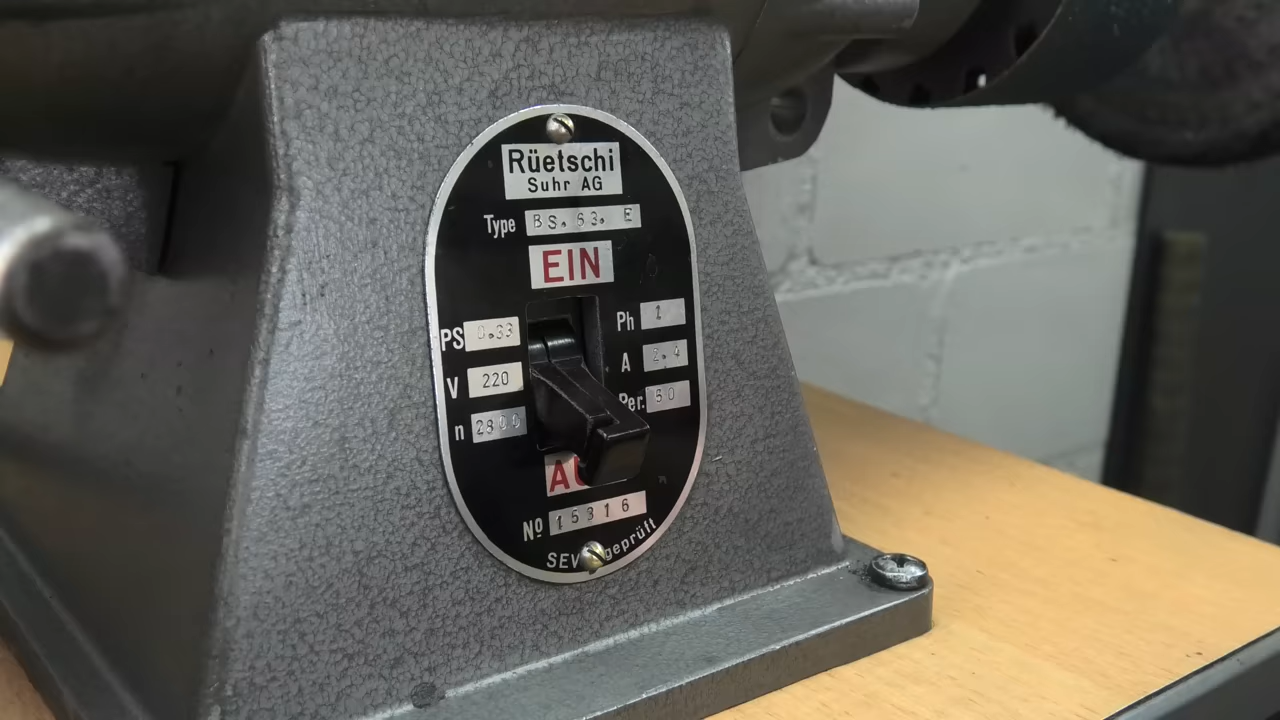 Rüetschi
Suhr AG
Type BS. 63. E
EIN
PS 0.33
Ph 1
V 220
A 2.4
n 2800
Per. 50
No 15316
SEV geprüft